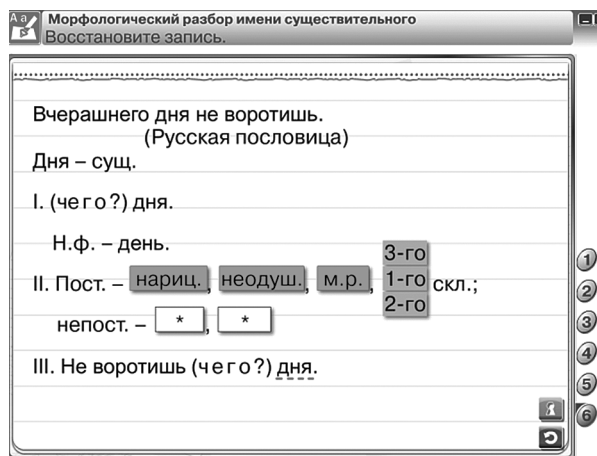 Аа
Морфологический разбор имени существительного
Восстановите запись.
Вчерашнего дня не воротишь.
(Русская пословица)
Дня – сущ.
I. (чего?) дня.
Н.ф. – день.
3-го
II. Пост. – нариц., неодуш., м.р., 1-го скл.;
2-го
непост. – *, *
III. Не воротишь (чего?) дня.
1
2
3
4
5
6